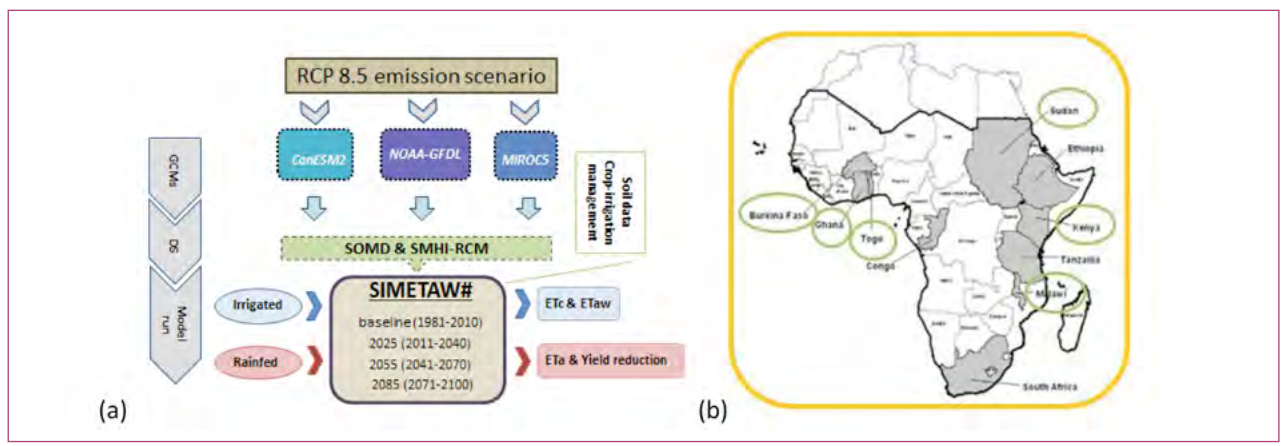 RCP 8.5 emission scenario
GCMs
DS
Model
run
CanESM2
NOAA-GFDL
MIROC5
Soil data
Crop-irrigation
management
SOMD & SMHI-RCM
SIMETAW#
baseline (1981-2010)
2025 (2011-2040)
2055 (2041-2070)
2085 (2071-2100)
Irrigated
Rainfed
ETc & ETaw
ETa & Yield reduction
(a)
Sudan
Ethiopia
Burkina Faso
Ghana
Togo
Congo
Kenya
Tanzania
Malawi
South Africa
(b)